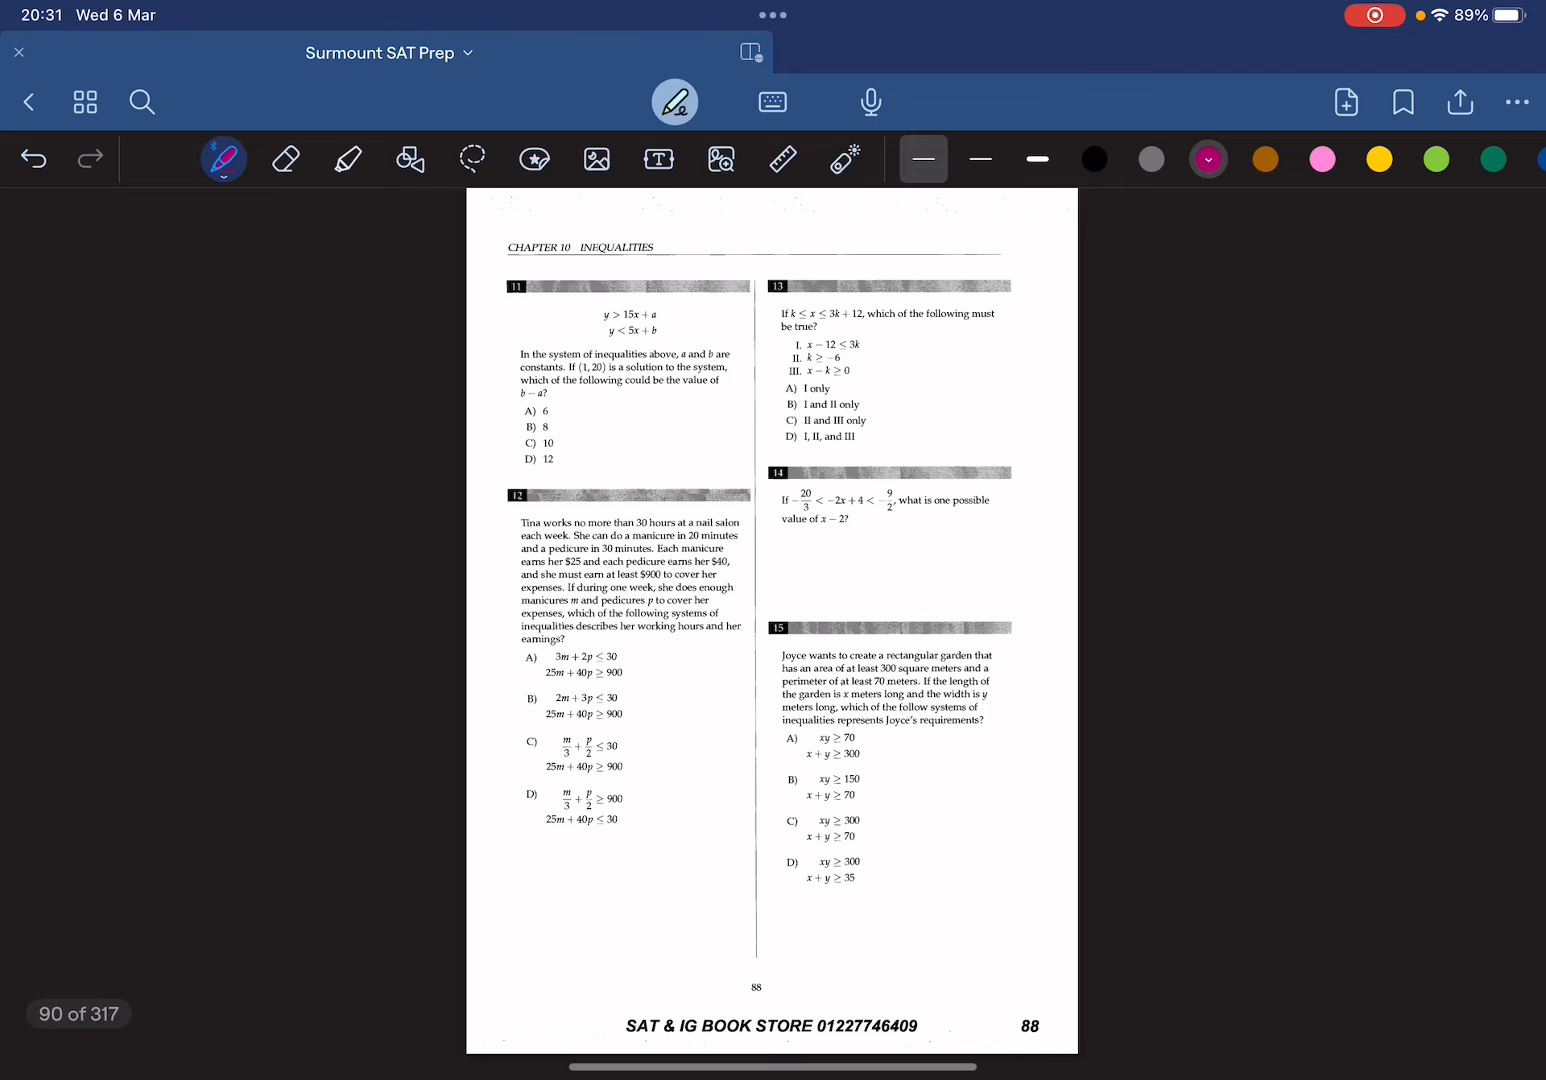 20:31 Wed 6 Mar
89%
Surmount SAT Prep
CHAPTER 10 INEQUALITIES
11
y > 15x + a
y < 5x + b
In the system of inequalities above, a and b are
constants. If (1, 20) is a solution to the system,
which of the following could be the value of
b − a?
A) 6
B) 8
C) 10
D) 12
12
Tina works no more than 30 hours at a nail salon
each week. She can do a manicure in 20 minutes
and a pedicure in 30 minutes. Each manicure
earns her $25 and each pedicure earns her $40,
and she must earn at least $900 to cover her
expenses. If during one week, she does enough
manicures m and pedicures p to cover her
expenses, which of the following systems of
inequalities describes her working hours and her
earnings?
A) 3m + 2p ≤ 30
25m + 40p ≥ 900
B) 2m + 3p ≤ 30
25m + 40p ≥ 900
C) m/3 + p/2 ≤ 30
25m + 40p ≥ 900
D) m/3 + p/2 ≥ 900
25m + 40p ≤ 30
13
If k ≤ x ≤ 3k + 12, which of the following must
be true?
I. x − 12 ≤ 3k
II. k ≥ −6
III. x − k ≥ 0
A) I only
B) I and II only
C) II and III only
D) I, II, and III
14
If −20/3 < −2x + 4 < −9/2, what is one possible
value of x − 2?
15
Joyce wants to create a rectangular garden that
has an area of at least 300 square meters and a
perimeter of at least 70 meters. If the length of
the garden is x meters long and the width is y
meters long, which of the follow systems of
inequalities represents Joyce's requirements?
A) xy ≥ 70
x + y ≥ 300
B) xy ≥ 150
x + y ≥ 70
C) xy ≥ 300
x + y ≥ 70
D) xy ≥ 300
x + y ≥ 35
88
90 of 317
SAT & IG BOOK STORE 01227746409 88